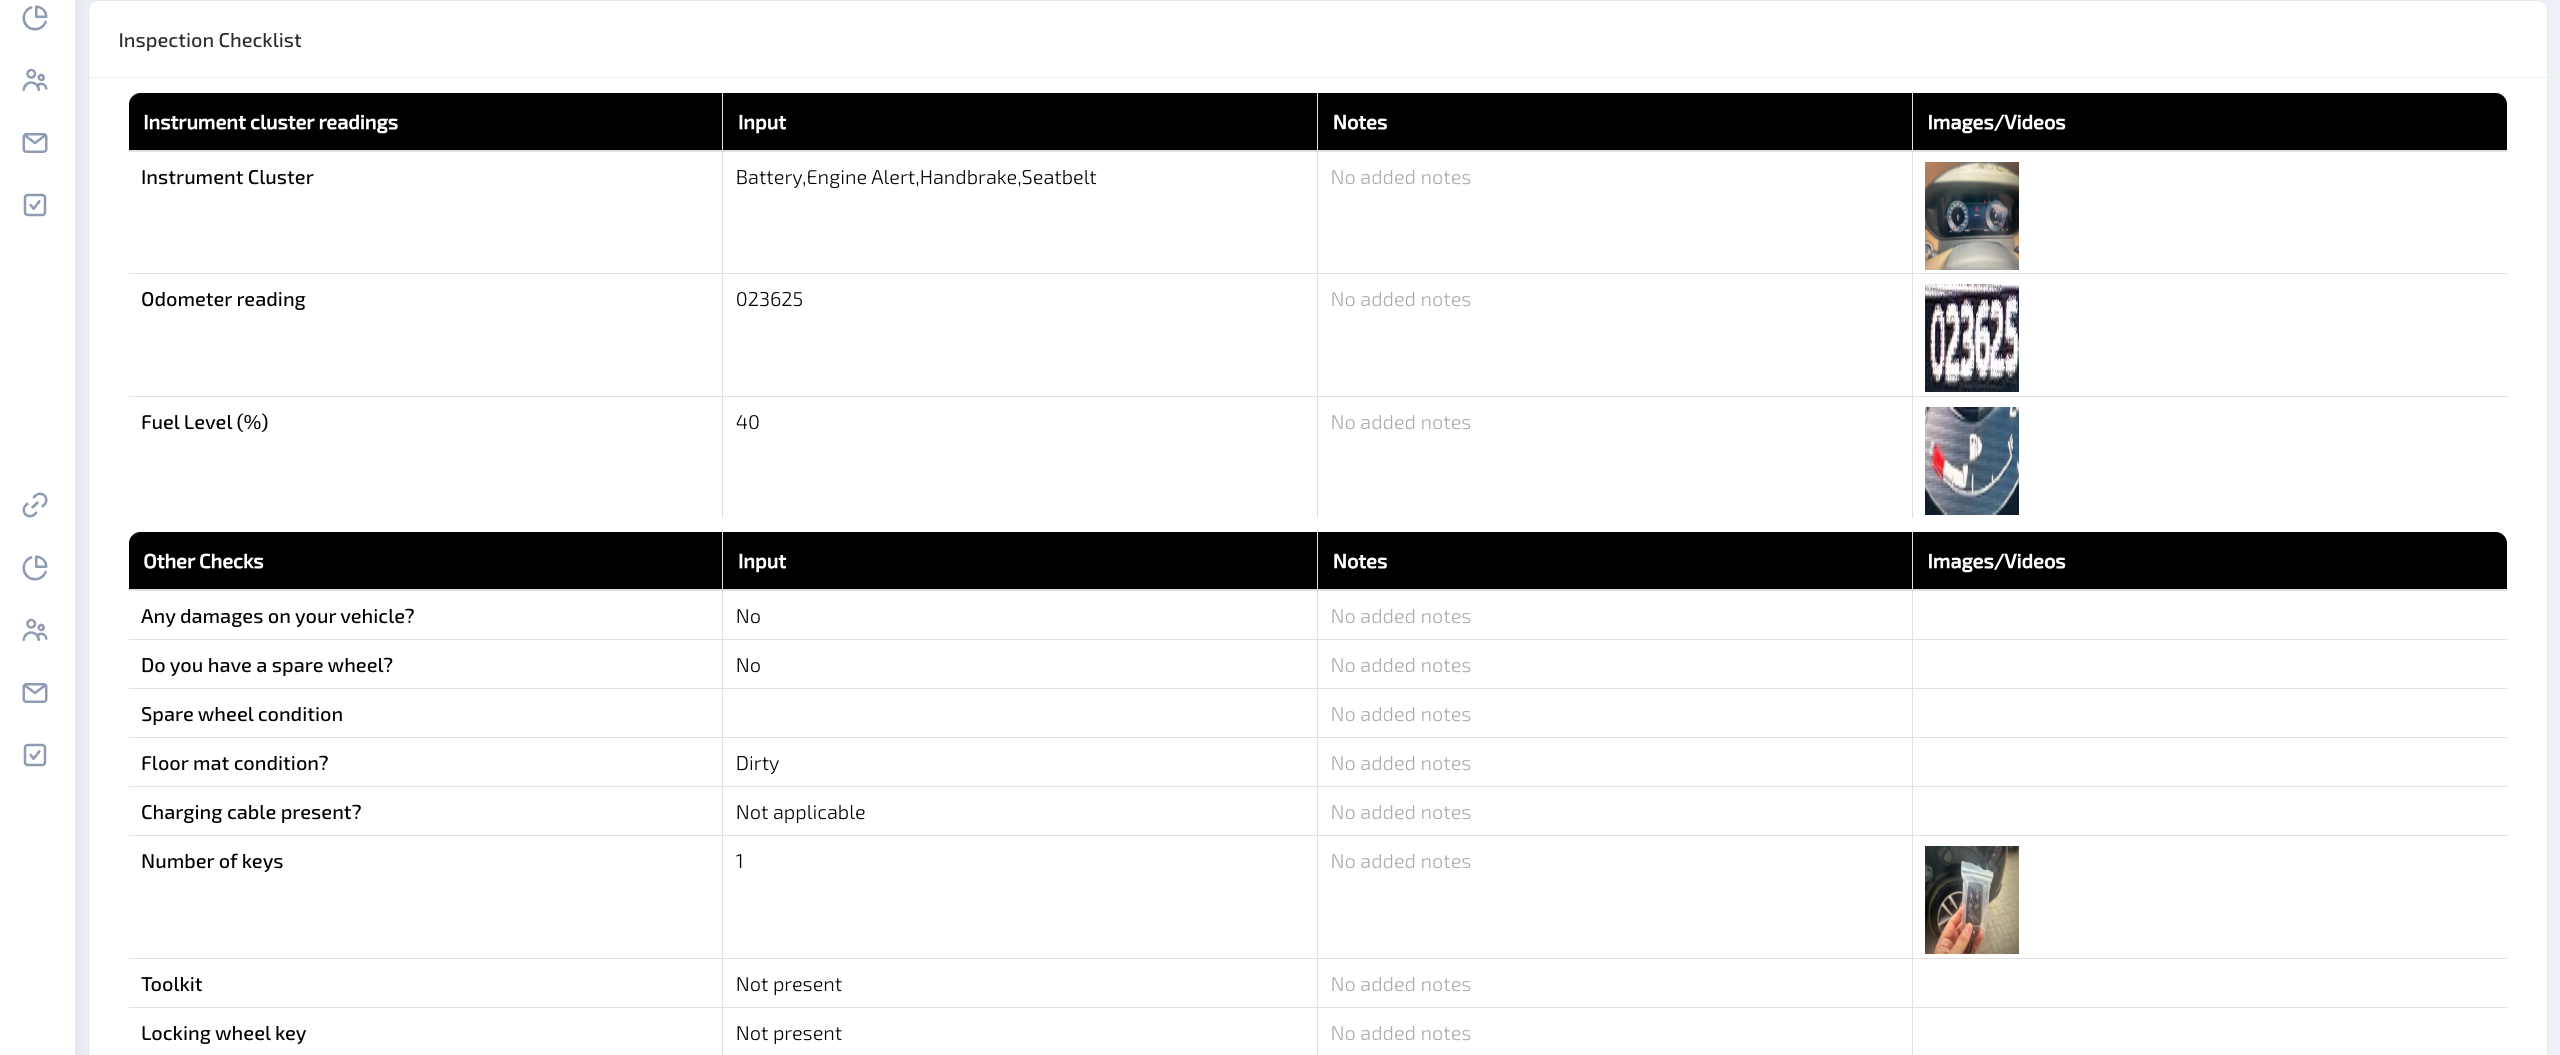 Inspection Checklist
Instrument cluster readings Input Notes Images/Videos
Instrument Cluster Battery,Engine Alert,Handbrake,Seatbelt No added notes
Odometer reading 023625 No added notes 023625
Fuel Level (%) 40 No added notes
Other Checks Input Notes Images/Videos
Any damages on your vehicle? No No added notes
Do you have a spare wheel? No No added notes
Spare wheel condition No added notes
Floor mat condition? Dirty No added notes
Charging cable present? Not applicable No added notes
Number of keys 1 No added notes
Toolkit Not present No added notes
Locking wheel key Not present No added notes